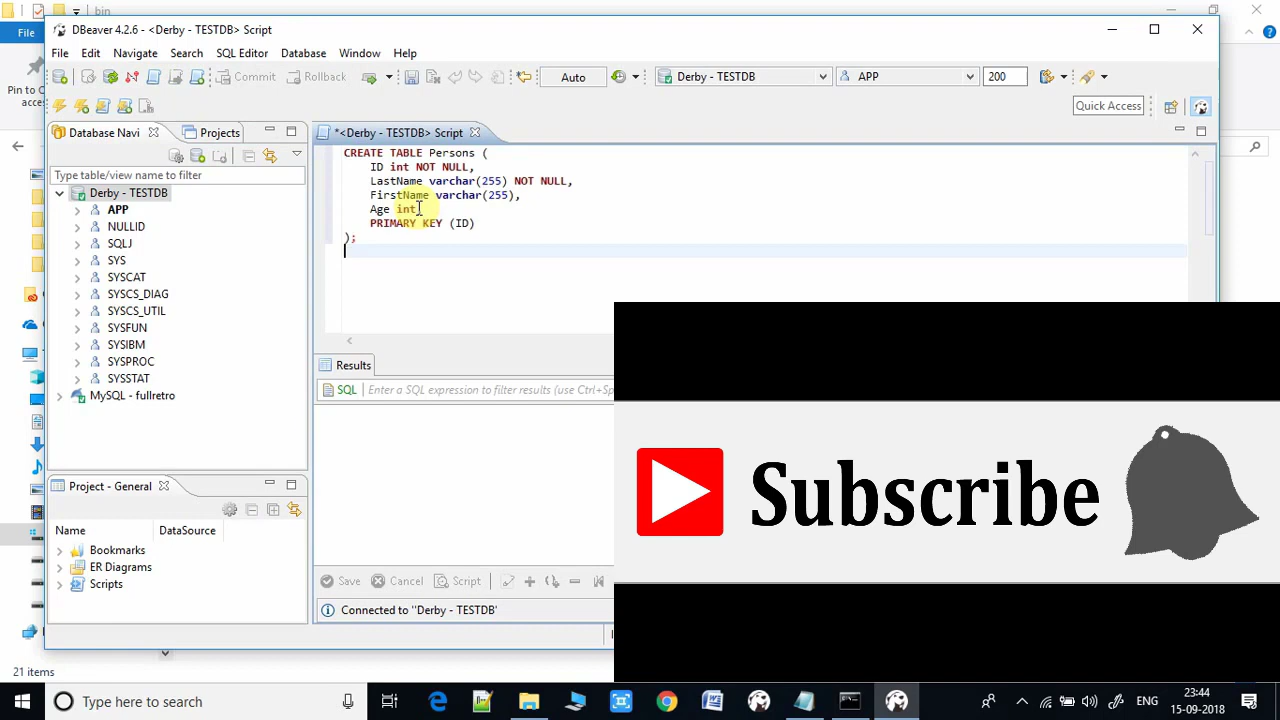 bin
File
DBeaver 4.2.6 - <Derby - TESTDB> Script
File Edit Navigate Search SQL Editor Database Window Help
Commit Rollback Auto Derby - TESTDB APP 200
Quick Access
Pin to
acces
Database Navi Projects
*<Derby - TESTDB> Script
Type table/view name to filter
Derby - TESTDB
APP
NULLID
SQLJ
SYS
SYSCAT
SYSCS_DIAG
SYSCS_UTIL
SYSFUN
SYSIBM
SYSPROC
SYSSTAT
MySQL - fullretro
CREATE TABLE Persons (
ID int NOT NULL,
LastName varchar(255) NOT NULL,
FirstName varchar(255),
Age int,
PRIMARY KEY (ID)
);
Results
SQL Enter a SQL expression to filter results (use Ctrl+Sp
Project - General
Name DataSource
Bookmarks
ER Diagrams
Scripts
Save Cancel Script
Connected to "Derby - TESTDB'
Subscribe
21 items
Type here to search
ENG
23:44
15-09-2018